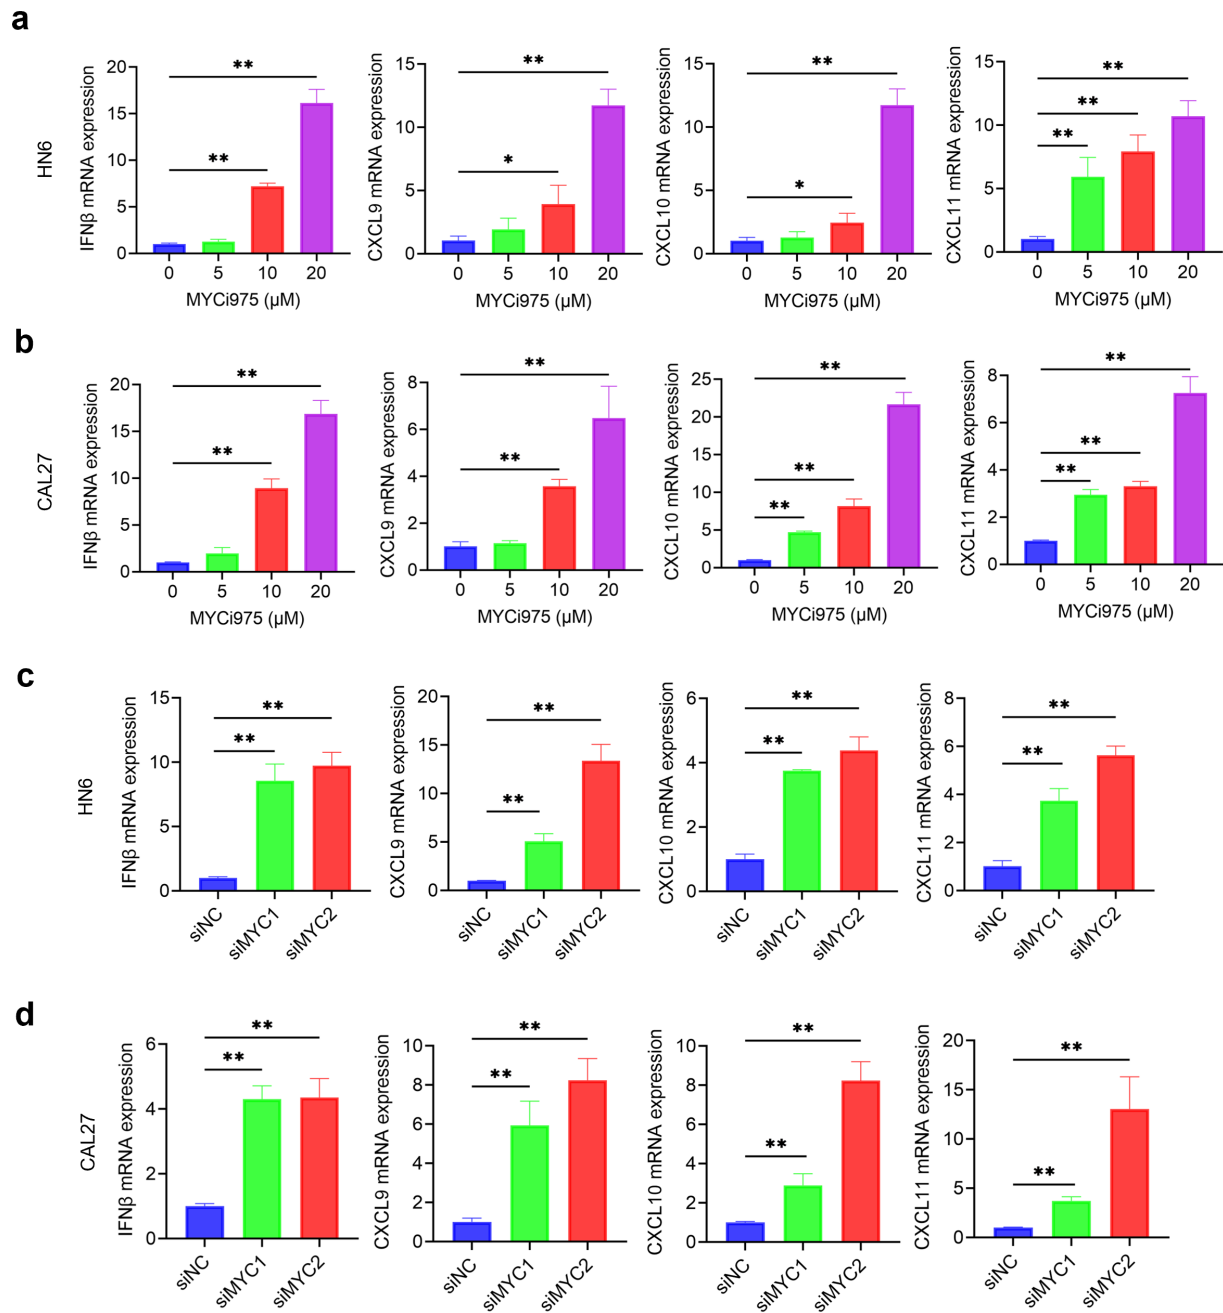 a
HN6
IFNβ mRNA expression
20
15
10
5
0
** **
0 5 10 20
MYCi975 (µM)
CXCL9 mRNA expression
15
10
5
0
** *
0 5 10 20
MYCi975 (µM)
CXCL10 mRNA expression
15
10
5
0
** *
0 5 10 20
MYCi975 (µM)
CXCL11 mRNA expression
15
10
5
0
** ** **
0 5 10 20
MYCi975 (µM)
b
CAL27
IFNβ mRNA expression
20
15
10
5
0
** **
0 5 10 20
MYCi975 (µM)
CXCL9 mRNA expression
8
6
4
2
0
** **
0 5 10 20
MYCi975 (µM)
CXCL10 mRNA expression
25
20
15
10
5
0
** ** **
0 5 10 20
MYCi975 (µM)
CXCL11 mRNA expression
8
6
4
2
0
** ** **
0 5 10 20
MYCi975 (µM)
c
HN6
IFNβ mRNA expression
15
10
5
0
** **
siNC siMYC1 siMYC2
CXCL9 mRNA expression
20
15
10
5
0
** **
siNC siMYC1 siMYC2
CXCL10 mRNA expression
6
4
2
0
** **
siNC siMYC1 siMYC2
CXCL11 mRNA expression
8
6
4
2
0
** **
siNC siMYC1 siMYC2
d
CAL27
IFNβ mRNA expression
6
4
2
0
** **
siNC siMYC1 siMYC2
CXCL9 mRNA expression
10
8
6
4
2
0
** **
siNC siMYC1 siMYC2
CXCL10 mRNA expression
10
8
6
4
2
0
** **
siNC siMYC1 siMYC2
CXCL11 mRNA expression
20
15
10
5
0
** **
siNC siMYC1 siMYC2